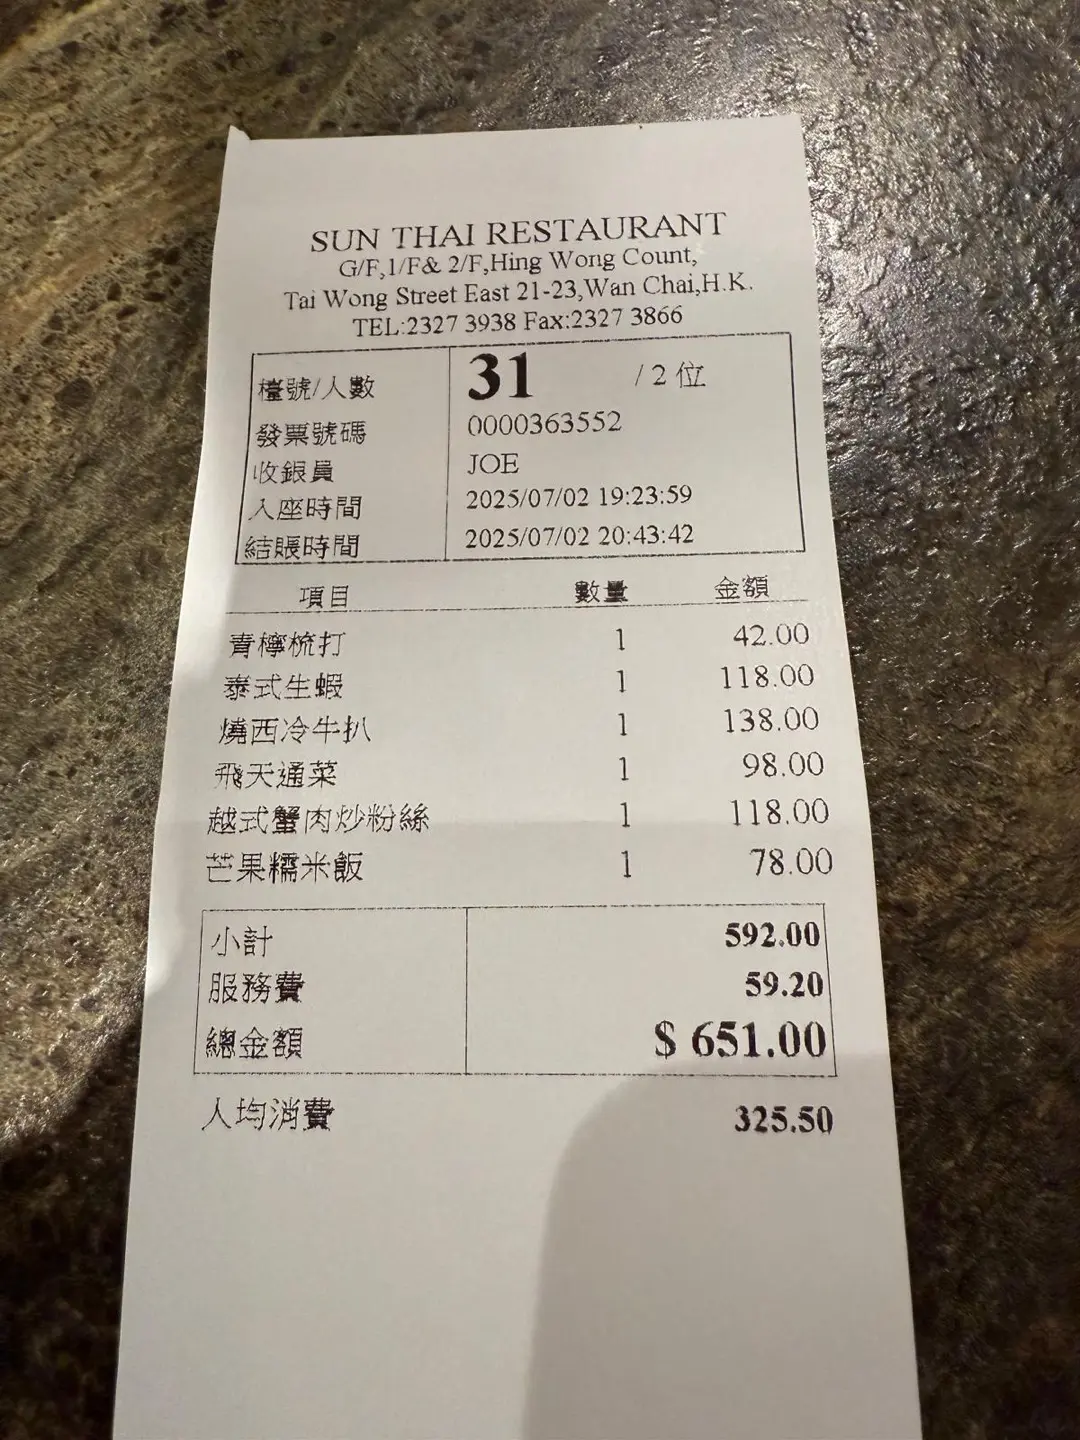 SUN THAI RESTAURANT
G/F,1/F& 2/F,Hing Wong Count,
Tai Wong Street East 21-23,Wan Chai,H.K.
TEL:2327 3938 Fax:2327 3866
檯號/人數 31 / 2 位
發票號碼 0000363552
收銀員 JOE
入座時間 2025/07/02 19:23:59
結賬時間 2025/07/02 20:43:42
項目 數量 金額
青檸梳打 1 42.00
泰式生蝦 1 118.00
燒西冷牛扒 1 138.00
飛天通菜 1 98.00
越式蟹肉炒粉絲 1 118.00
芒果糯米飯 1 78.00
小計 592.00
服務費 59.20
總金額 $ 651.00
人均消費 325.50